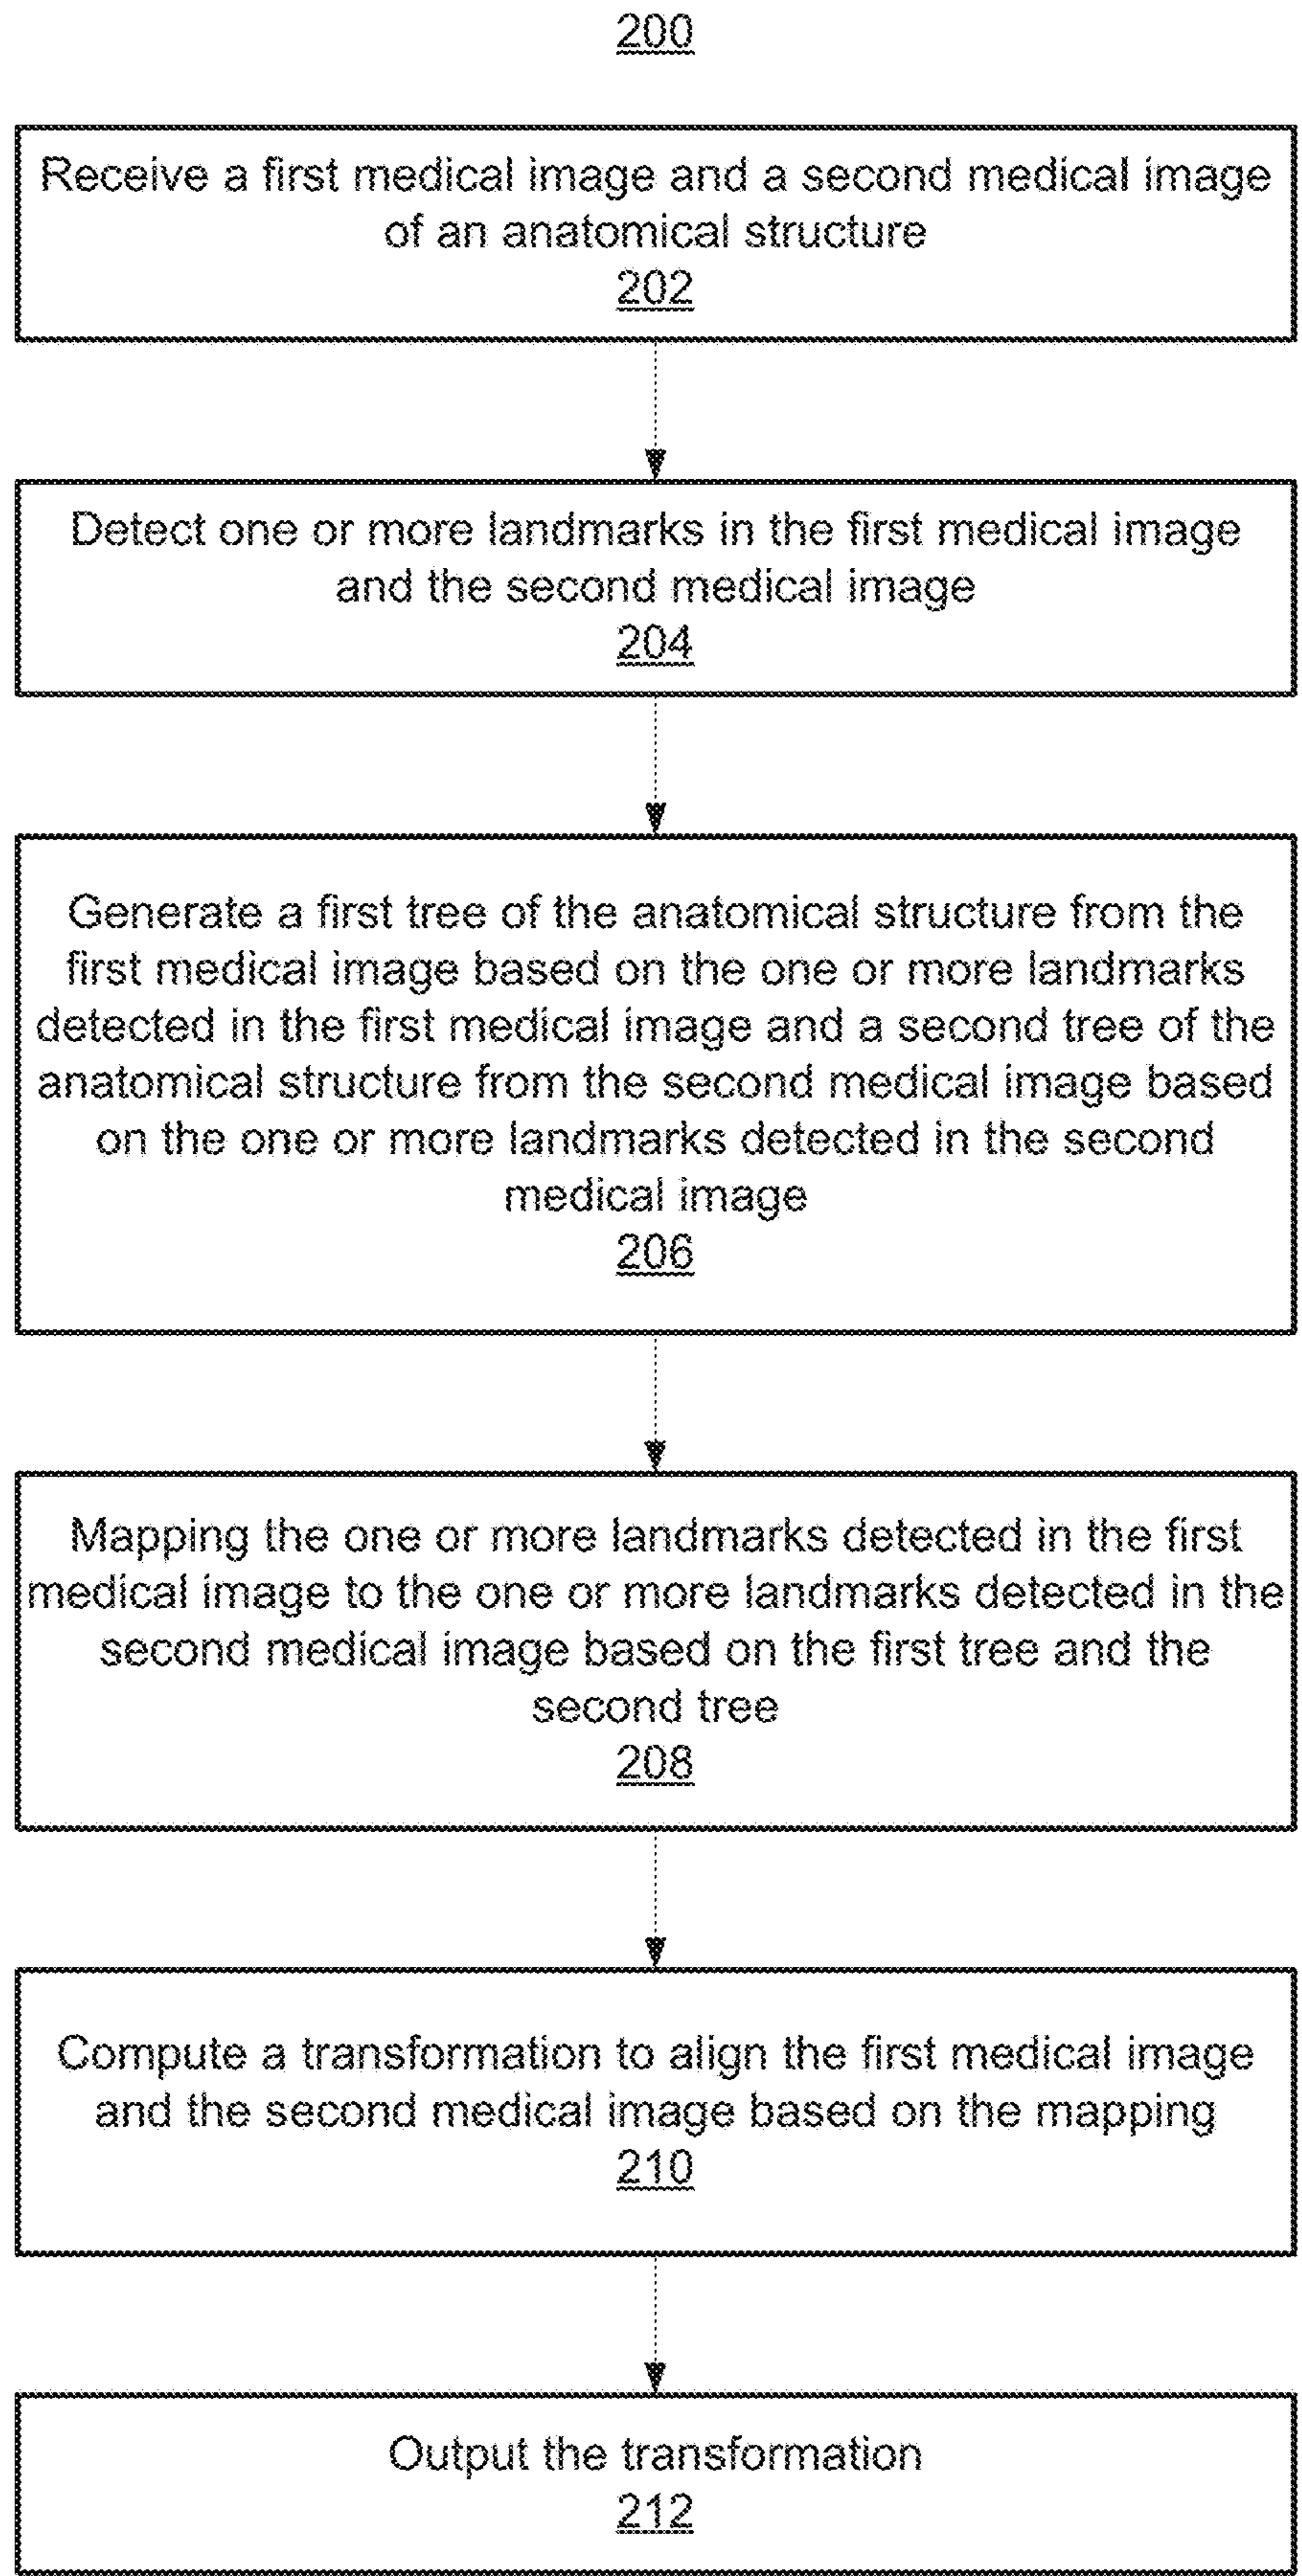 200
Receive a first medical image and a second medical image
of an anatomical structure
202
Detect one or more landmarks in the first medical image
and the second medical image
204
Generate a first tree of the anatomical structure from the
first medical image based on the one or more landmarks
detected in the first medical image and a second tree of the
anatomical structure from the second medical image based
on the one or more landmarks detected in the second
medical image
206
Mapping the one or more landmarks detected in the first
medical image to the one or more landmarks detected in the
second medical image based on the first tree and the
second tree
208
Compute a transformation to align the first medical image
and the second medical image based on the mapping
210
Output the transformation
212